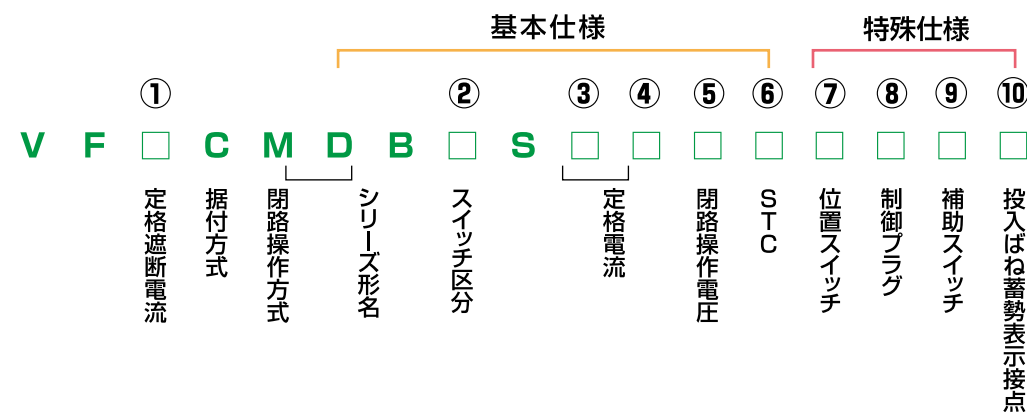 基本仕様 特殊仕様
① ② ③ ④ ⑤ ⑥ ⑦ ⑧ ⑨ ⑩
V F □ C M D B □ S □ □ □ □ □ □ □ □
定格遮断電流
据付方式
閉路操作方式
シリーズ形名
スイッチ区分
定格電流
閉路操作電圧
STC
位置スイッチ
制御プラグ
補助スイッチ
投入ばね蓄勢表示接点